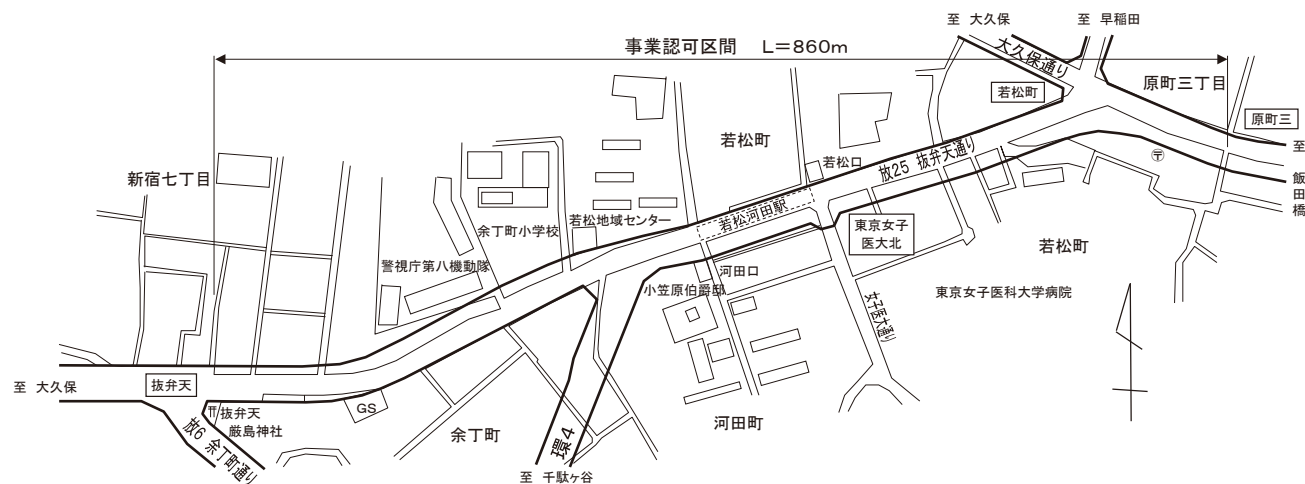 至 大久保
至 早稲田
事業認可区間 L=860m
大久保通り
原町三丁目
若松町
原町三
至 飯田橋
若松町
若松口
放25 抜弁天通り
〒
新宿七丁目
余丁町小学校
若松地域センター
若松河田駅
東京女子
医大北
若松町
警視庁第八機動隊
河田口
小笠原伯爵邸
東京女子医科大学病院
女子医大通り
至 大久保
抜弁天
GS
抜弁天
厳島神社
放6 余丁町通り
余丁町
環4
河田町
至 千駄ヶ谷